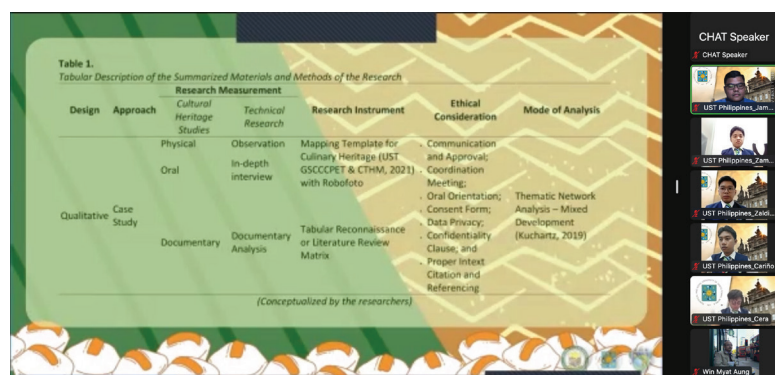 Table 1.
Tabular Description of the Summarized Materials and Methods of the Research
Research Measurement
Design Approach Cultural Heritage Studies Technical Research Research Instrument Ethical Consideration Mode of Analysis
Qualitative
Case Study
Physical
Observation
Oral
In-depth interview
Documentary
Documentary Analysis
Mapping Template for
Culinary Heritage (UST
GSCCCPET & CTHM, 2021)
with Robofoto
Tabular Reconnaissance
or Literature Review
Matrix
. Communication
and Approval;
. Coordination
Meeting;
. Oral Orientation;
. Consent Form;
. Data Privacy;
. Confidentiality
Clause; and
. Proper Intext
Citation and
Referencing
Thematic Network
Analysis – Mixed
Development
(Kuchartz, 2019)
(Conceptualized by the researchers)
CHAT Speaker
CHAT Speaker
UST Philippines_Jam...
UST Philippines_Zam...
UST Philippines_Zaldi...
UST Philippines_Cariño
UST Philippines_Cera
Win Myat Aung